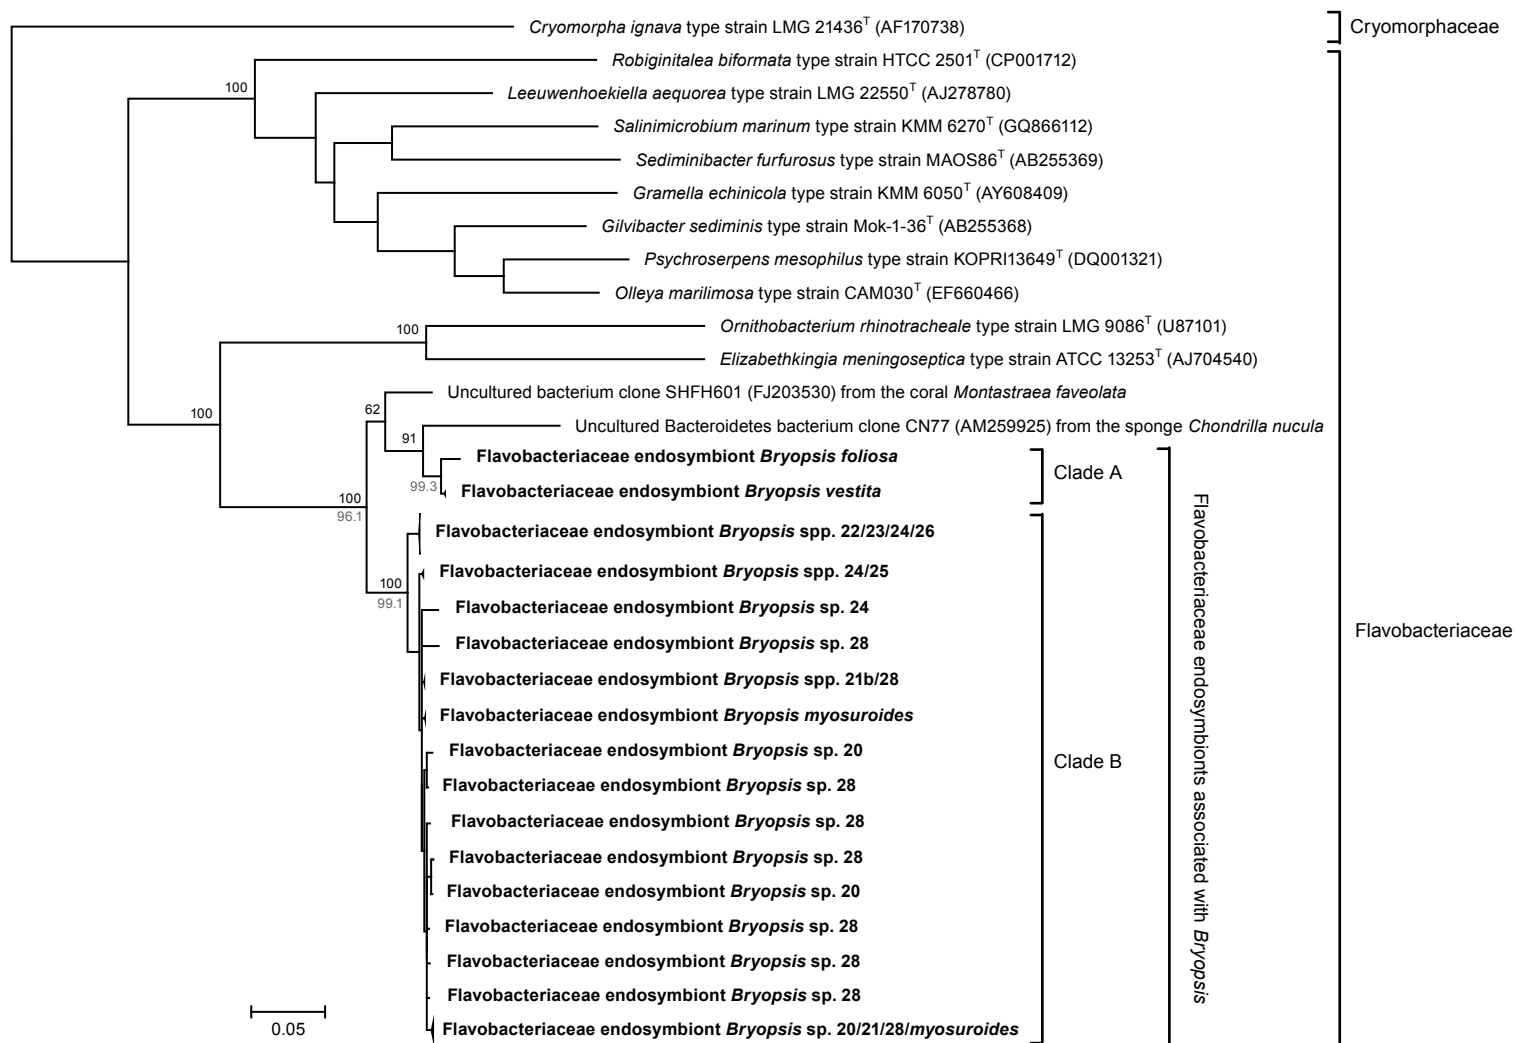 Cryomorpha ignava type strain LMG 21436T (AF170738)
Cryomorphaceae
Robiginitalea biformata type strain HTCC 2501T (CP001712)
100
Leeuwenhoekiella aequorea type strain LMG 22550T (AJ278780)
Salinimicrobium marinum type strain KMM 6270T (GQ866112)
Sediminibacter furfurosus type strain MAOS86T (AB255369)
Gramella echinicola type strain KMM 6050T (AY608409)
Gilvibacter sediminis type strain Mok-1-36T (AB255368)
Psychroserpens mesophilus type strain KOPRI13649T (DQ001321)
Olleya marilimosa type strain CAM030T (EF660466)
100
Ornithobacterium rhinotracheale type strain LMG 9086T (U87101)
Elizabethkingia meningoseptica type strain ATCC 13253T (AJ704540)
Uncultured bacterium clone SHFH601 (FJ203530) from the coral Montastraea faveolata
100
62
Uncultured Bacteroidetes bacterium clone CN77 (AM259925) from the sponge Chondrilla nucula
91
Flavobacteriaceae endosymbiont Bryopsis foliosa
Clade A
99.3
Flavobacteriaceae endosymbiont Bryopsis vestita
100
96.1
Flavobacteriaceae endosymbiont Bryopsis spp. 22/23/24/26
Flavobacteriaceae endosymbiont Bryopsis spp. 24/25
100
99.1
Flavobacteriaceae endosymbiont Bryopsis sp. 24
Flavobacteriaceae endosymbiont Bryopsis sp. 28
Flavobacteriaceae endosymbiont Bryopsis spp. 21b/28
Flavobacteriaceae endosymbiont Bryopsis myosuroides
Flavobacteriaceae endosymbiont Bryopsis sp. 20
Clade B
Flavobacteriaceae endosymbiont Bryopsis sp. 28
Flavobacteriaceae endosymbiont Bryopsis sp. 28
Flavobacteriaceae endosymbiont Bryopsis sp. 28
Flavobacteriaceae endosymbiont Bryopsis sp. 20
Flavobacteriaceae endosymbiont Bryopsis sp. 28
Flavobacteriaceae endosymbiont Bryopsis sp. 28
Flavobacteriaceae endosymbiont Bryopsis sp. 28
Flavobacteriaceae endosymbiont Bryopsis sp. 20/21/28/myosuroides
Flavobacteriaceae endosymbionts associated with Bryopsis
Flavobacteriaceae
0.05